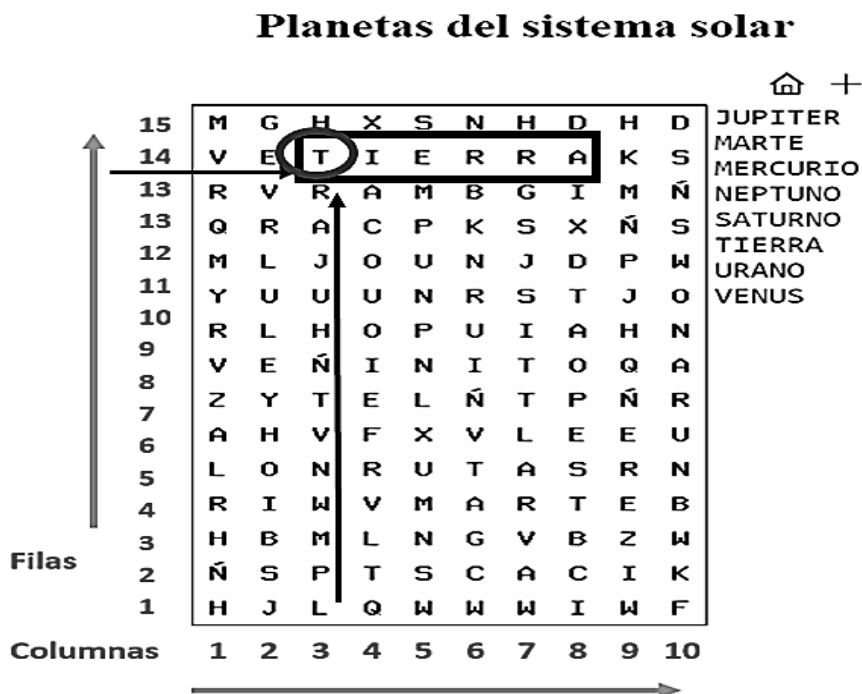 Planetas del sistema solar
15 M G H X S N H D H D JUPITER
14 V E T I E R R A K S MARTE
13 R V R A M B G I M Ñ MERCURIO
13 Q R A C P K S X Ñ S NEPTUNO
12 M L J O U N J D P W SATURNO
11 Y U U U N R S T J O TIERRA
10 R L H O P U I A H N URANO
9 V E Ñ I N I T O Q A VENUS
8 Z Y T E L Ñ T P Ñ R
7 A H V F X V L E E U
6 L O N R U T A S R N
5 R I W V M A R T E B
4 H B M L N G V B Z W
3 Ñ S P T S C A C I K
2 H J L Q W W W I W F
1
Filas
Columnas 1 2 3 4 5 6 7 8 9 10